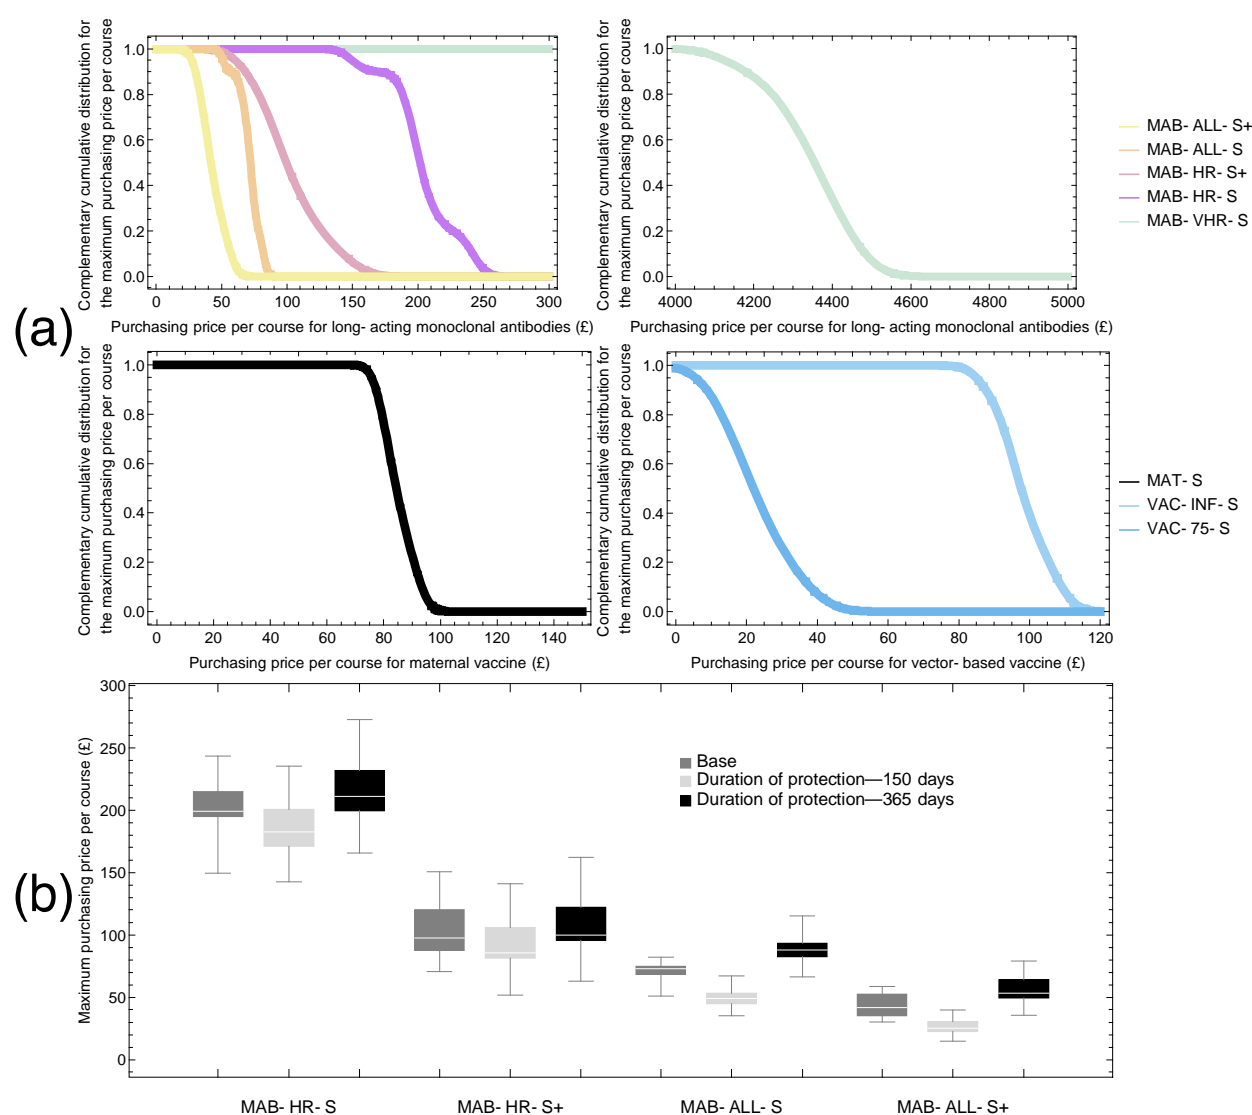 (a)
Complementary cumulative distribution for
the maximum purchasing price per course
1.0
0.8
0.6
0.4
0.2
0.0
0 50 100 150 200 250 300
Purchasing price per course for long- acting monoclonal antibodies (£)
Complementary cumulative distribution for
the maximum purchasing price per course
1.0
0.8
0.6
0.4
0.2
0.0
4000 4200 4400 4600 4800 5000
Purchasing price per course for long- acting monoclonal antibodies (£)
MAB- ALL- S+
MAB- ALL- S
MAB- HR- S+
MAB- HR- S
MAB- VHR- S
Complementary cumulative distribution for
the maximum purchasing price per course
1.0
0.8
0.6
0.4
0.2
0.0
0 20 40 60 80 100 120 140
Purchasing price per course for maternal vaccine (£)
Complementary cumulative distribution for
the maximum purchasing price per course
1.0
0.8
0.6
0.4
0.2
0.0
0 20 40 60 80 100 120
Purchasing price per course for vector- based vaccine (£)
MAT- S
VAC- INF- S
VAC- 75- S
(b)
Maximum purchasing price per course (£)
300
250
200
150
100
50
0
Base
Duration of protection—150 days
Duration of protection—365 days
MAB- HR- S MAB- HR- S+ MAB- ALL- S MAB- ALL- S+